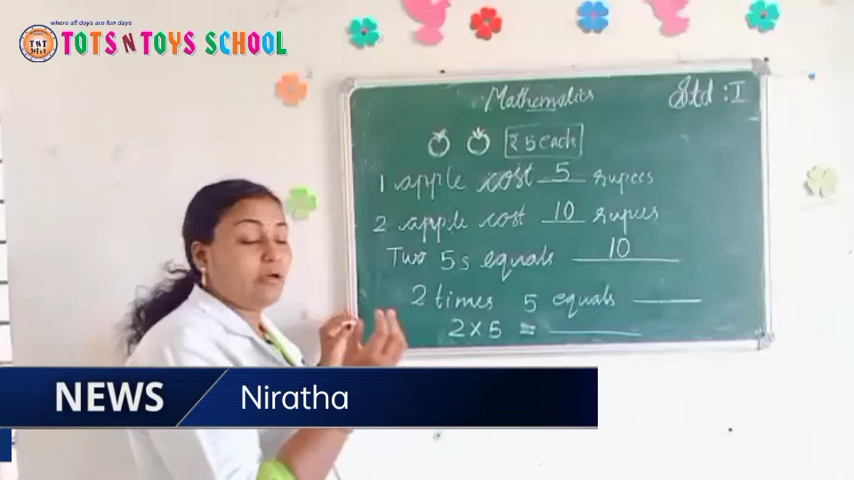 where all days are fun days
TOTS N TOYS SCHOOL
TNT
Mathematics
Std : I
₹ 5 each
1 apple cost 5 rupees
2 apple cost 10 rupees
Two 5s equals 10
2 times 5 equals
2 x 5 =
NEWS
Niratha